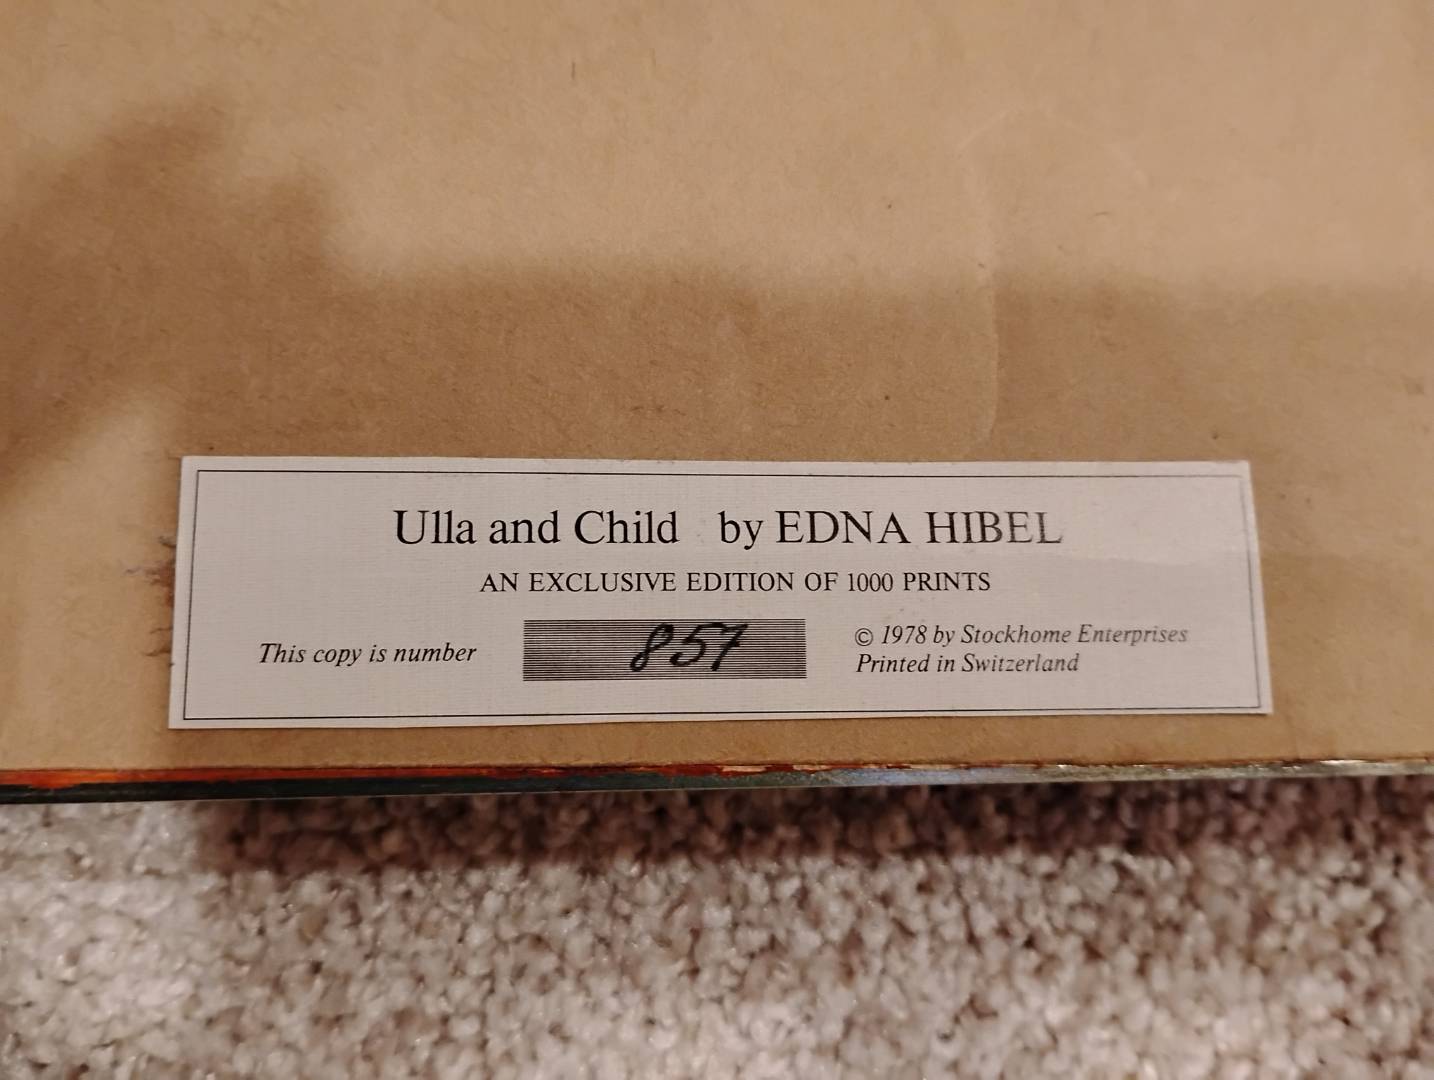 Ulla and Child by EDNA HIBEL
AN EXCLUSIVE EDITION OF 1000 PRINTS
This copy is number 857
© 1978 by Stockhome Enterprises
Printed in Switzerland